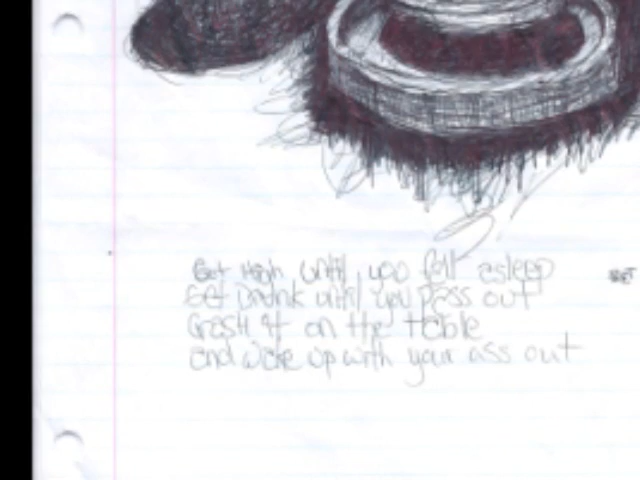 Get High until you fall asleep
Get Drunk until you pass out
Crash it on the table
and wake up with your ass out